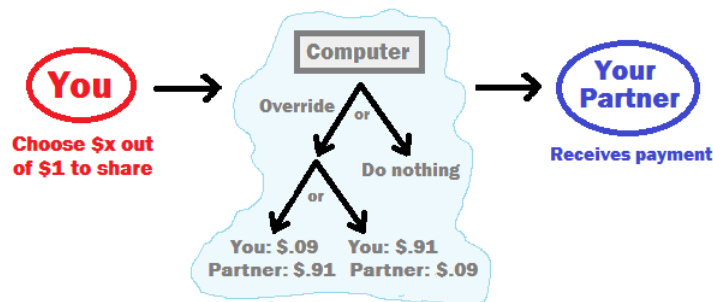 You
Choose $x out
of $1 to share
Computer
Override
or
Do nothing
or
You: $.09
Partner: $.91
You: $.91
Partner: $.09
Your
Partner
Receives payment